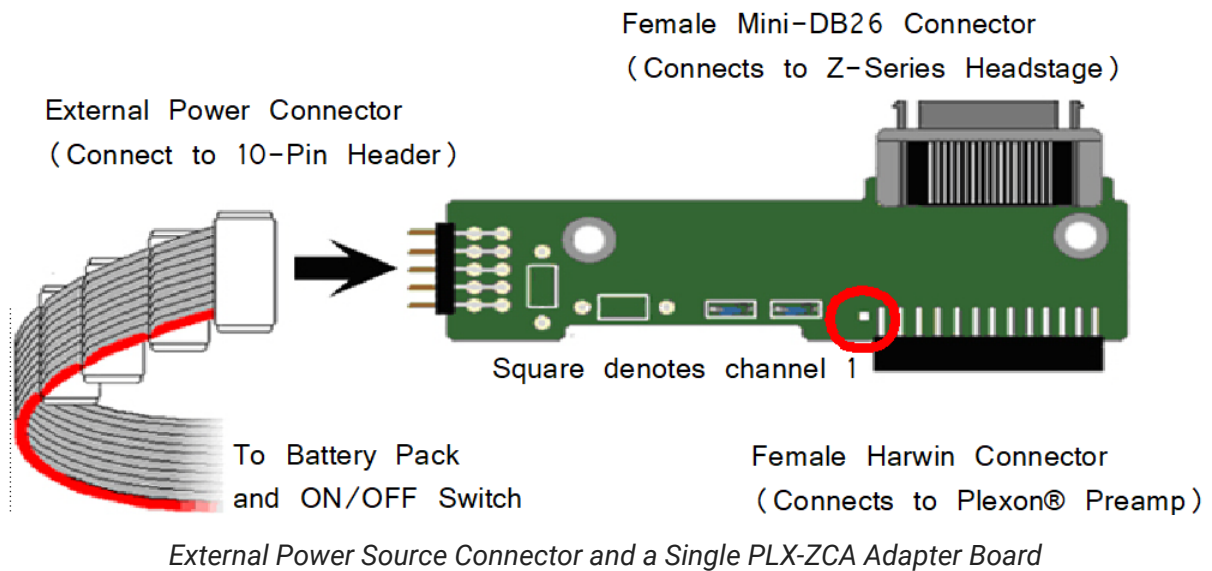 Female Mini-DB26 Connector
(Connects to Z-Series Headstage)
External Power Connector
(Connect to 10-Pin Header)
Square denotes channel 1
To Battery Pack
and ON/OFF Switch
Female Harwin Connector
(Connects to Plexon® Preamp)
External Power Source Connector and a Single PLX-ZCA Adapter Board